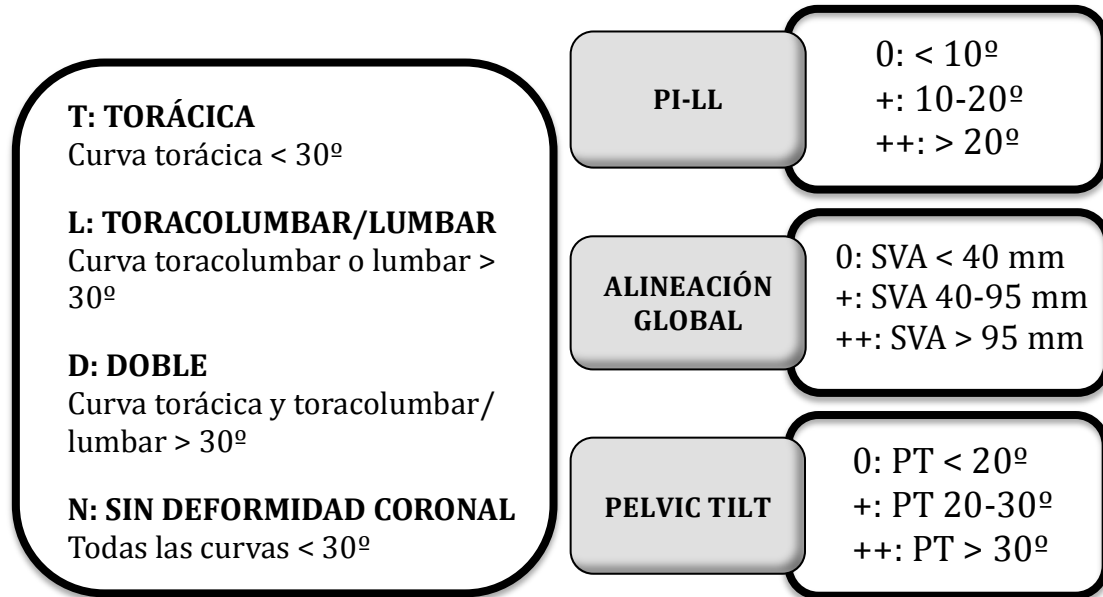 T: TORÁCICA
Curva torácica < 30º
L: TORACOLUMBAR/LUMBAR
Curva toracolumbar o lumbar >
30º
D: DOBLE
Curva torácica y toracolumbar/
lumbar > 30º
N: SIN DEFORMIDAD CORONAL
Todas las curvas < 30º
PI-LL
0: < 10º
+: 10-20º
++: > 20º
ALINEACIÓN
GLOBAL
0: SVA < 40 mm
+: SVA 40-95 mm
++: SVA > 95 mm
PELVIC TILT
0: PT < 20º
+: PT 20-30º
++: PT > 30º